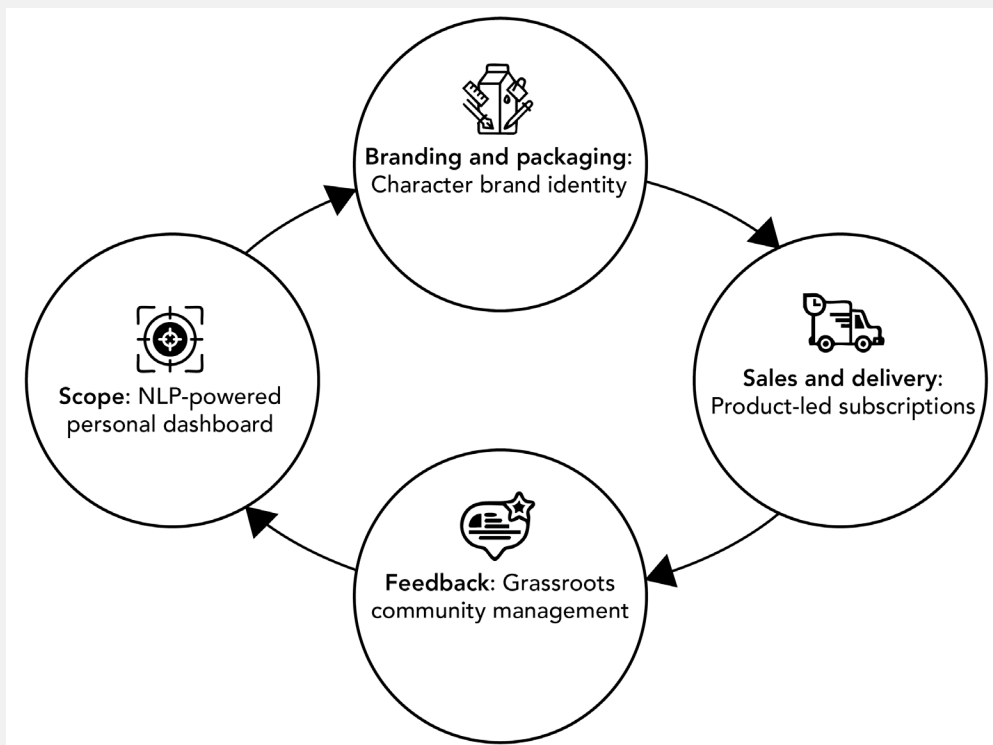 Branding and packaging:
Character brand identity
Sales and delivery:
Product-led subscriptions
Scope: NLP-powered
personal dashboard
Feedback: Grassroots
community management